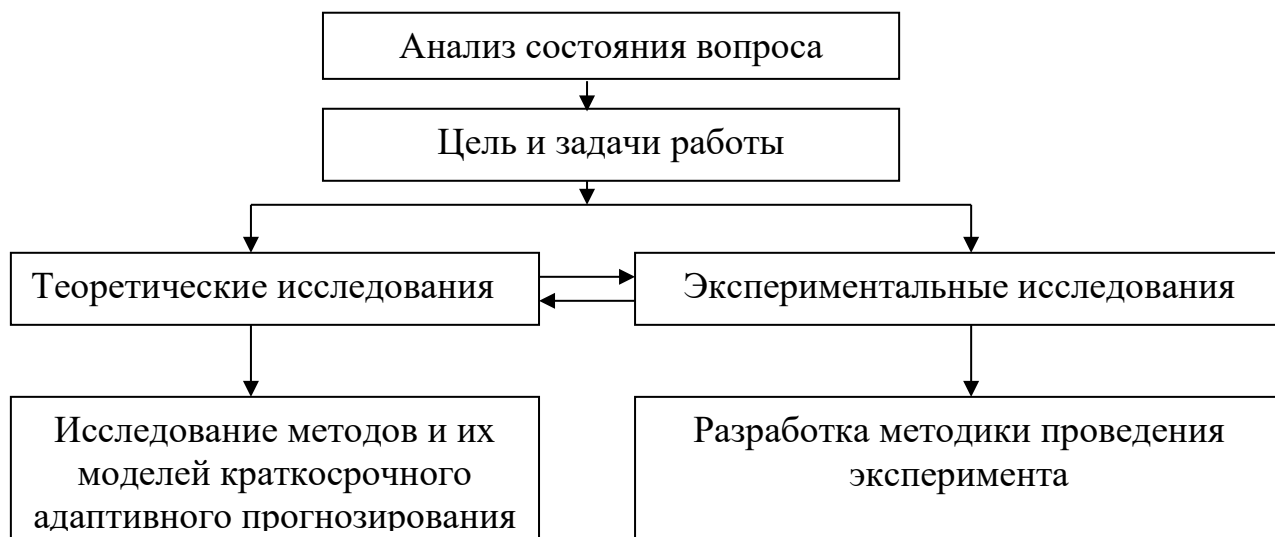 Анализ состояния вопроса
Цель и задачи работы
Теоретические исследования
Экспериментальные исследования
Исследование методов и их
моделей краткосрочного
адаптивного прогнозирования
Разработка методики проведения
эксперимента